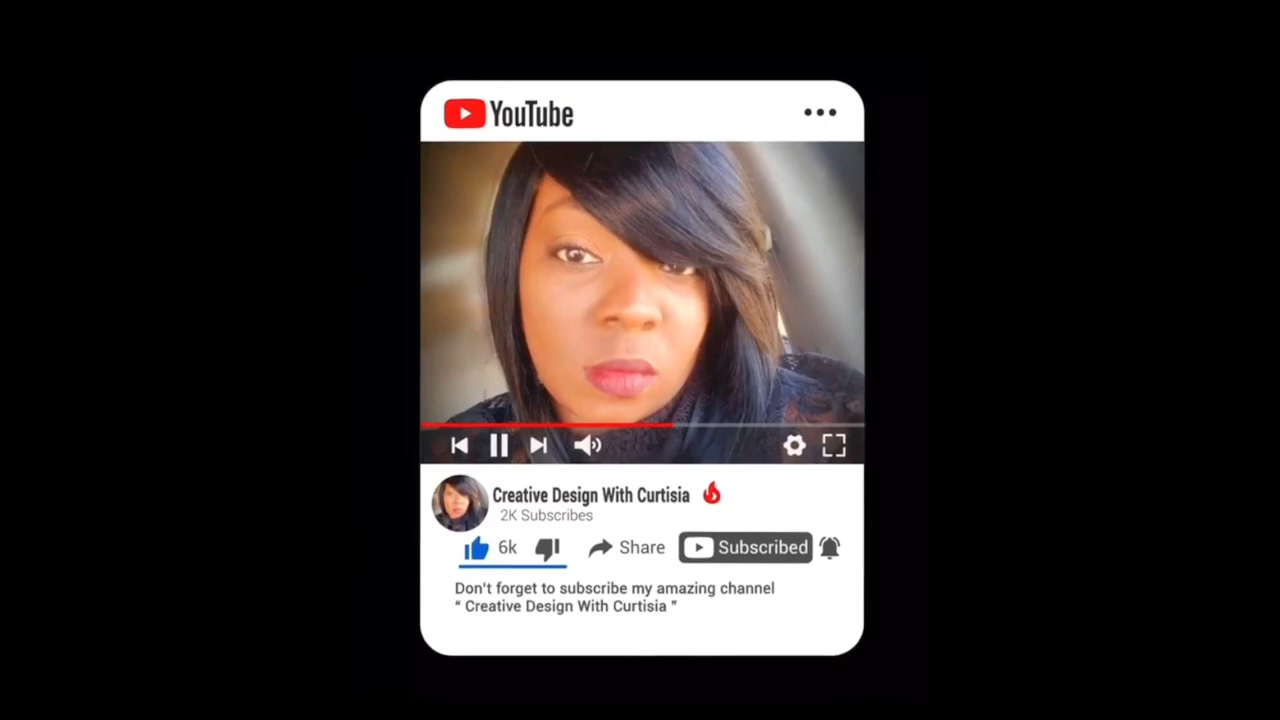 YouTube
Creative Design With Curtisia
2K Subscribes
6k Share Subscribed
Don't forget to subscribe my amazing channel
“ Creative Design With Curtisia ”